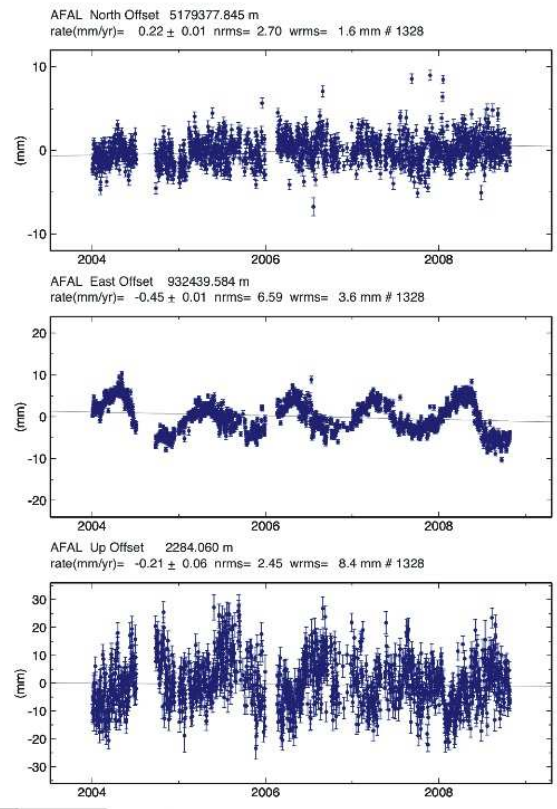 AFAL North Offset 5179377.845 m
rate(mm/yr)= 0.22 ± 0.01 nrms= 2.70 wrms= 1.6 mm # 1328
10
0
-10
(mm)
2004 2006 2008
AFAL East Offset 932439.584 m
rate(mm/yr)= -0.45 ± 0.01 nrms= 6.59 wrms= 3.6 mm # 1328
20
10
0
-10
-20
(mm)
2004 2006 2008
AFAL Up Offset 2284.060 m
rate(mm/yr)= -0.21 ± 0.06 nrms= 2.45 wrms= 8.4 mm # 1328
30
20
10
0
-10
-20
-30
(mm)
2004 2006 2008